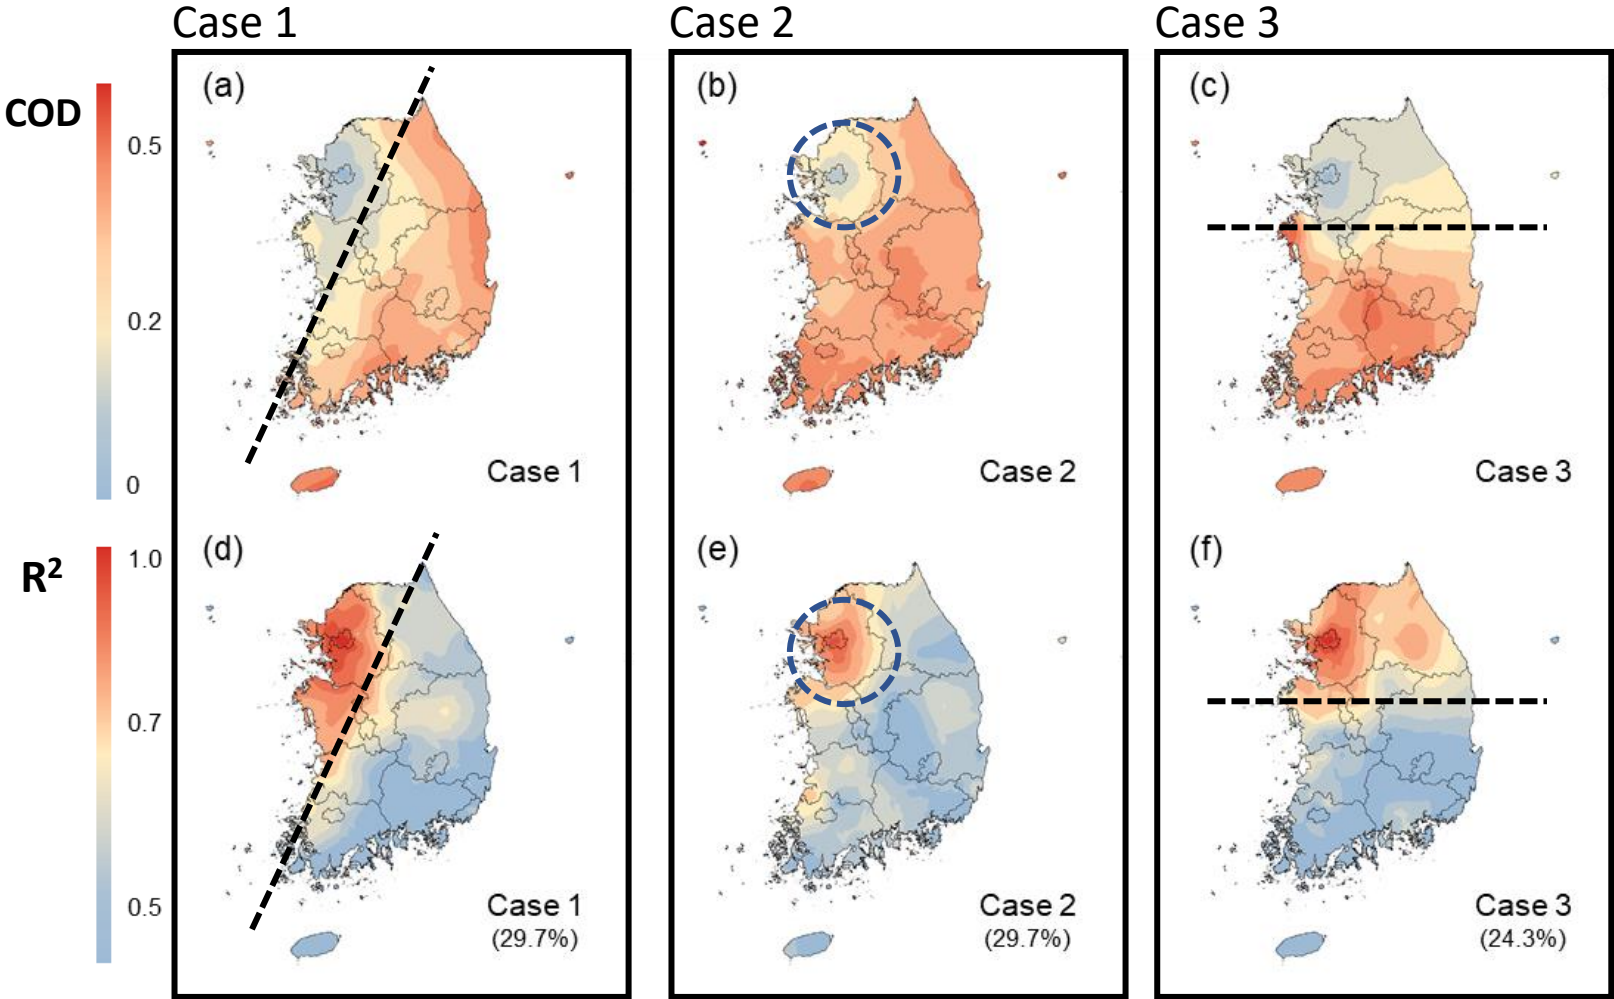 Case 1
Case 2
Case 3
(a)
(b)
(c)
COD
0.5
0.2
0
Case 1
Case 2
Case 3
(d)
(e)
(f)
R²
1.0
0.7
0.5
Case 1
(29.7%)
Case 2
(29.7%)
Case 3
(24.3%)